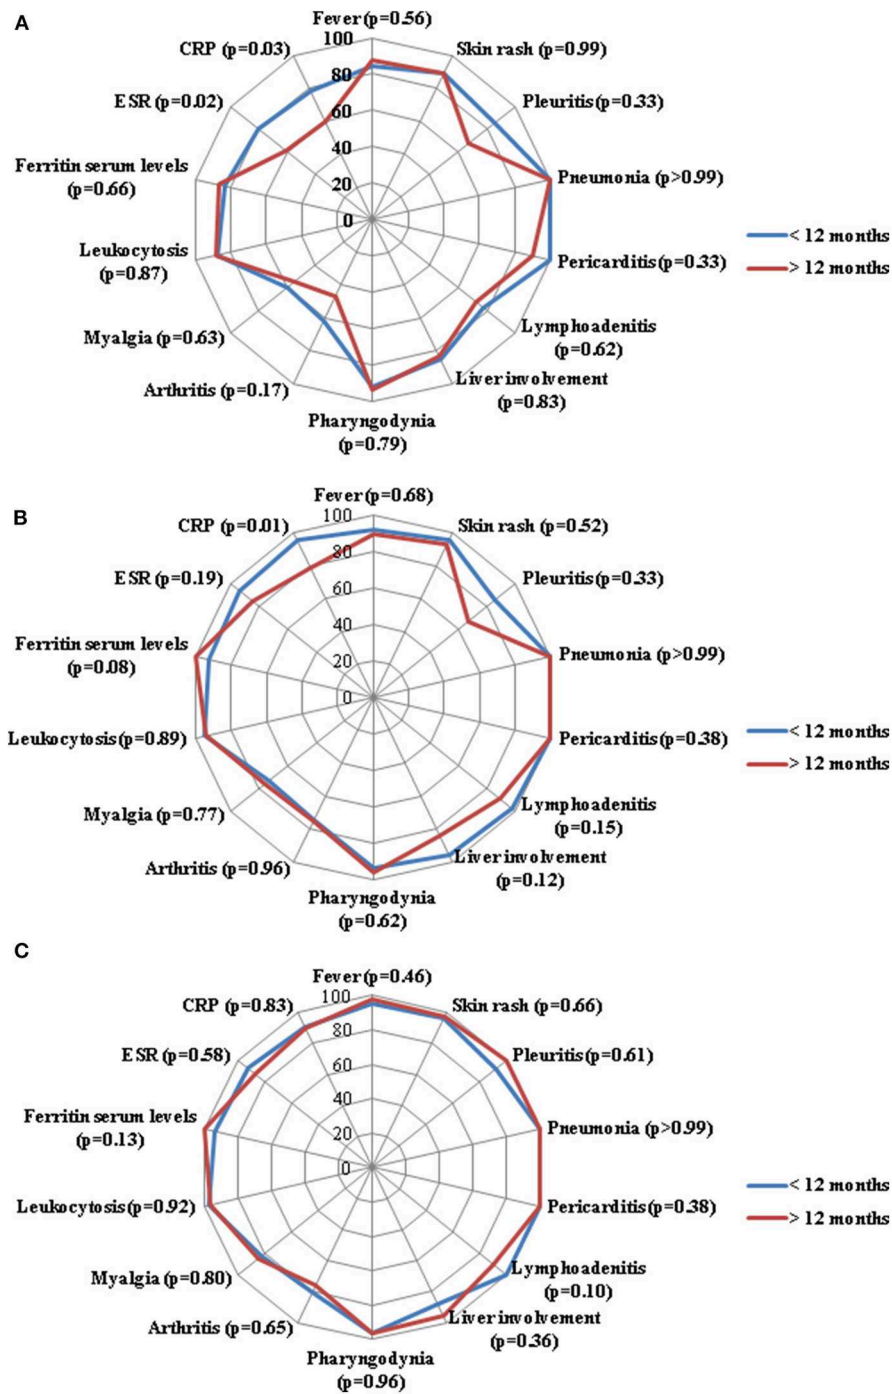 A
Fever (p=0.56)
CRP (p=0.03)
Skin rash (p=0.99)
ESR (p=0.02)
Pleuritis (p=0.33)
Ferritin serum levels
(p=0.66)
Pneumonia (p>0.99)
Leukocytosis
(p=0.87)
Pericarditis (p=0.33)
Myalgia (p=0.63)
Lymphoadenitis
(p=0.62)
Arthritis (p=0.17)
Liver involvement
(p=0.83)
Pharyngodynia
(p=0.79)
100
80
60
40
20
0
< 12 months
> 12 months
B
Fever (p=0.68)
CRP (p=0.01)
Skin rash (p=0.52)
ESR (p=0.19)
Pleuritis (p=0.33)
Ferritin serum levels
(p=0.08)
Pneumonia (p>0.99)
Leukocytosis (p=0.89)
Pericarditis (p=0.38)
Myalgia (p=0.77)
Lymphoadenitis
(p=0.15)
Arthritis (p=0.96)
Liver involvement
(p=0.12)
Pharyngodynia
(p=0.62)
100
80
60
40
20
0
< 12 months
> 12 months
C
Fever (p=0.46)
CRP (p=0.83)
Skin rash (p=0.66)
ESR (p=0.58)
Pleuritis (p=0.61)
Ferritin serum levels
(p=0.13)
Pneumonia (p>0.99)
Leukocytosis (p=0.92)
Pericarditis (p=0.38)
Myalgia (p=0.80)
Lymphoadenitis
(p=0.10)
Arthritis (p=0.65)
Liver involvement
(p=0.36)
Pharyngodynia
(p=0.96)
100
80
60
40
20
0
< 12 months
> 12 months